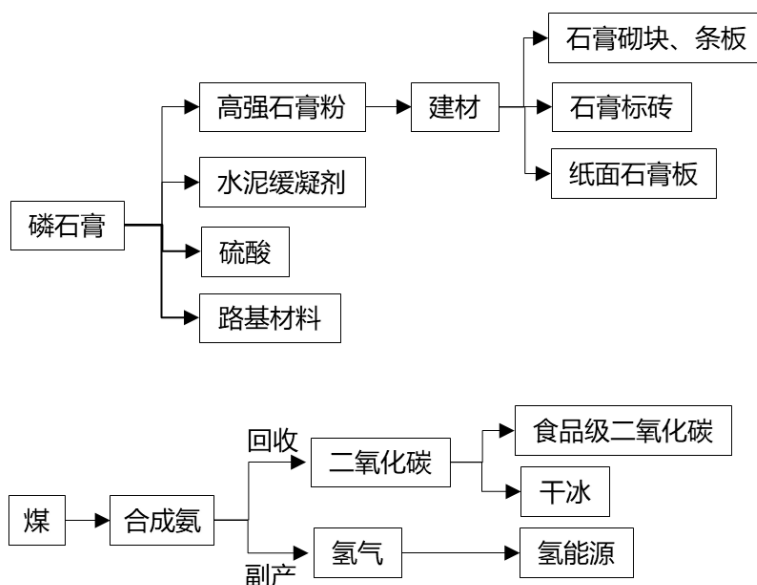 石膏砌块、条板
高强石膏粉
建材
石膏标砖
水泥缓凝剂
纸面石膏板
磷石膏
硫酸
路基材料
回收
食品级二氧化碳
二氧化碳
干冰
煤
合成氨
氢气
氢能源
副产